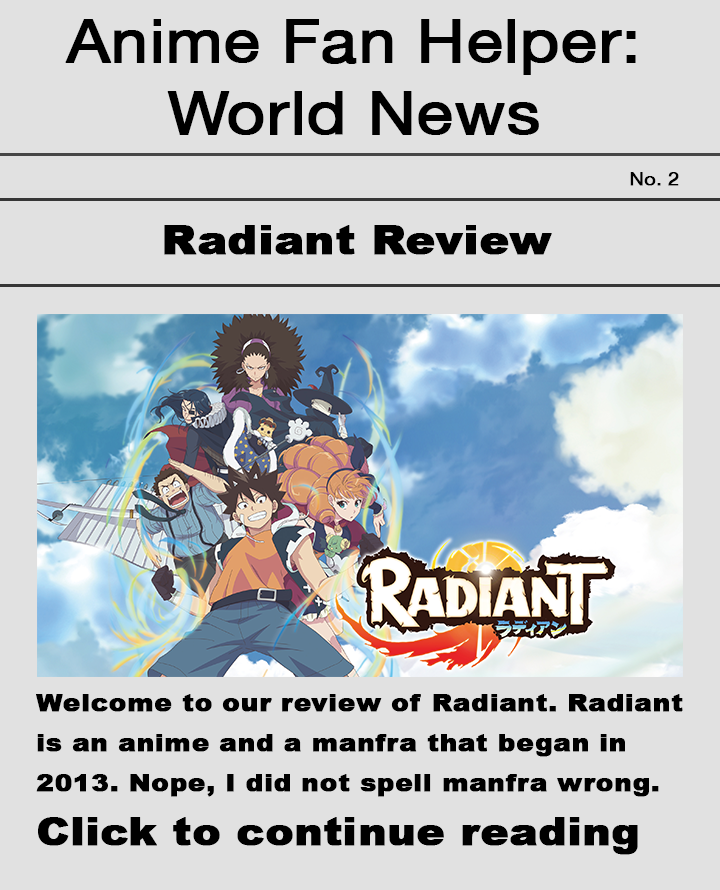 Anime Fan Helper:
World News
No. 2
Radiant Review
RADIANT
ラディアン
Welcome to our review of Radiant. Radiant
is an anime and a manfra that began in
2013. Nope, I did not spell manfra wrong.
Click to continue reading